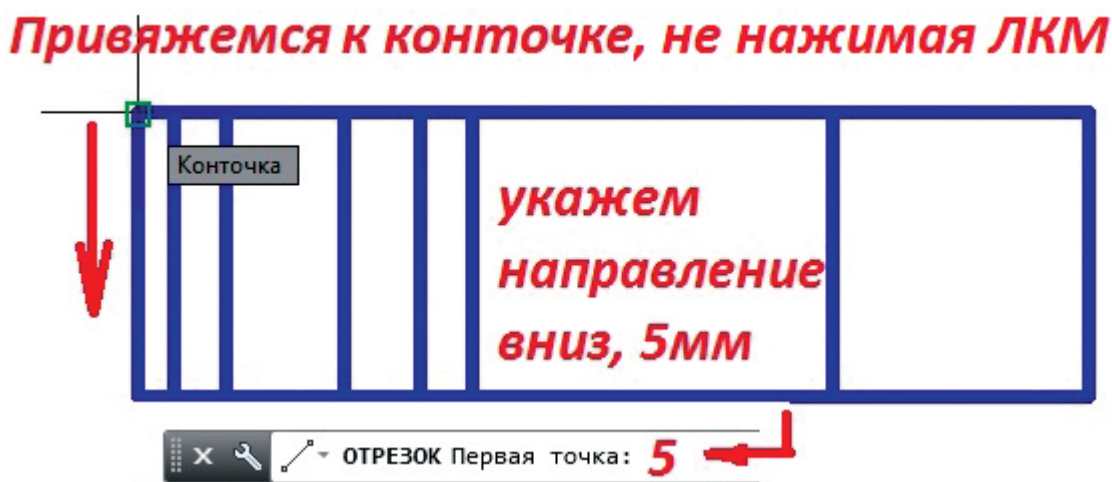 Привяжемся к конточке, не нажимая ЛКМ
Конточка
укажем
направление
вниз, 5мм
ОТРЕЗОК Первая точка: 5